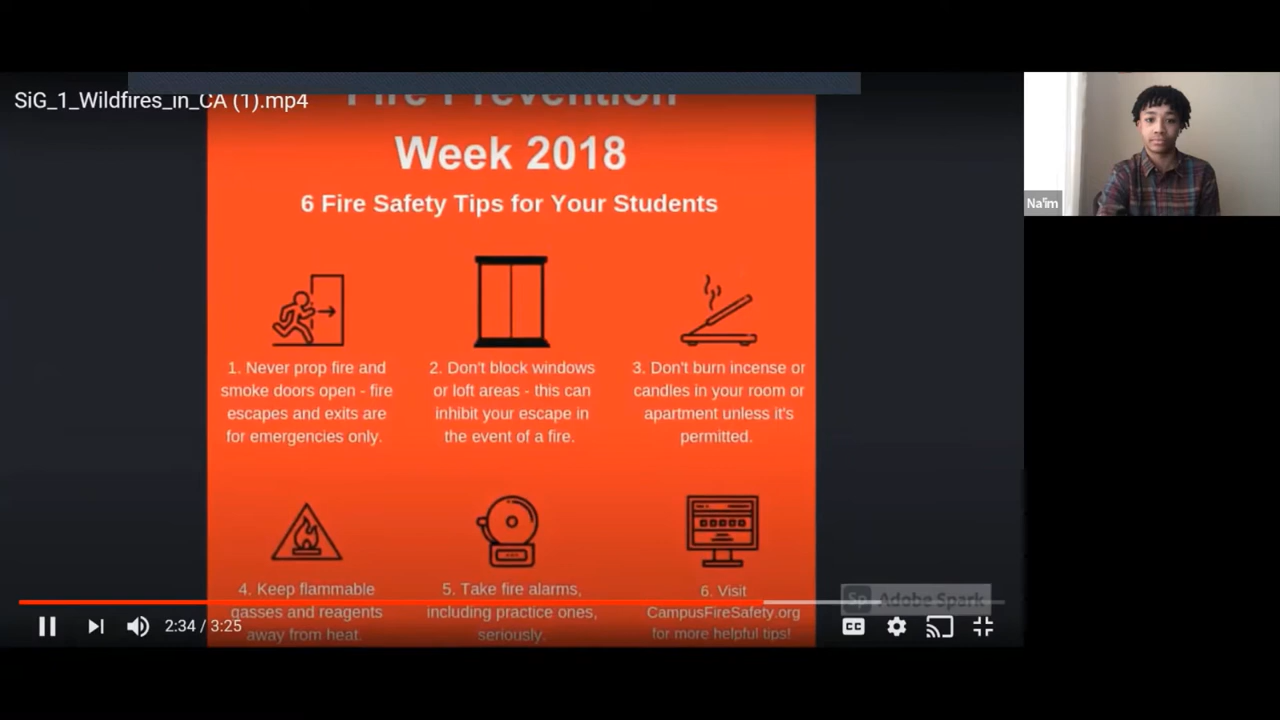 SiG_1_Wildfires_in_CA (1).mp4
Fire Prevention
Week 2018
6 Fire Safety Tips for Your Students
1. Never prop fire and
smoke doors open - fire
escapes and exits are
for emergencies only.
2. Don't block windows
or loft areas - this can
inhibit your escape in
the event of a fire.
3. Don't burn incense or
candles in your room or
apartment unless it's
permitted.
4. Keep flammable
gasses and reagents
away from heat.
5. Take fire alarms,
including practice ones,
seriously.
6. Visit
CampusFireSafety.org
for more helpful tips!
Sp Adobe Spark
2:34 / 3:25
CC
Na'im